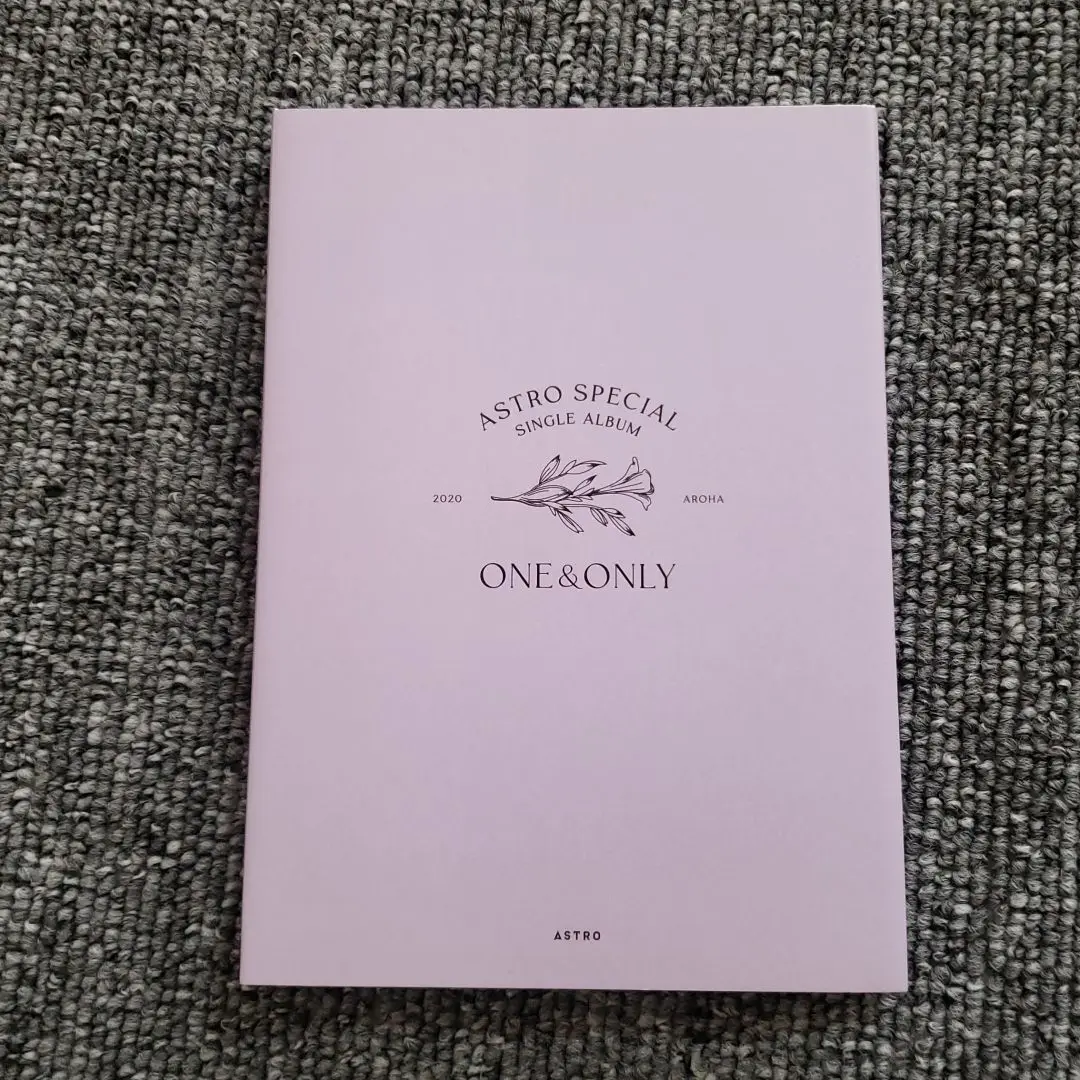 ASTRO SPECIAL
SINGLE ALBUM
2020
AROHA
ONE&ONLY
ASTRO